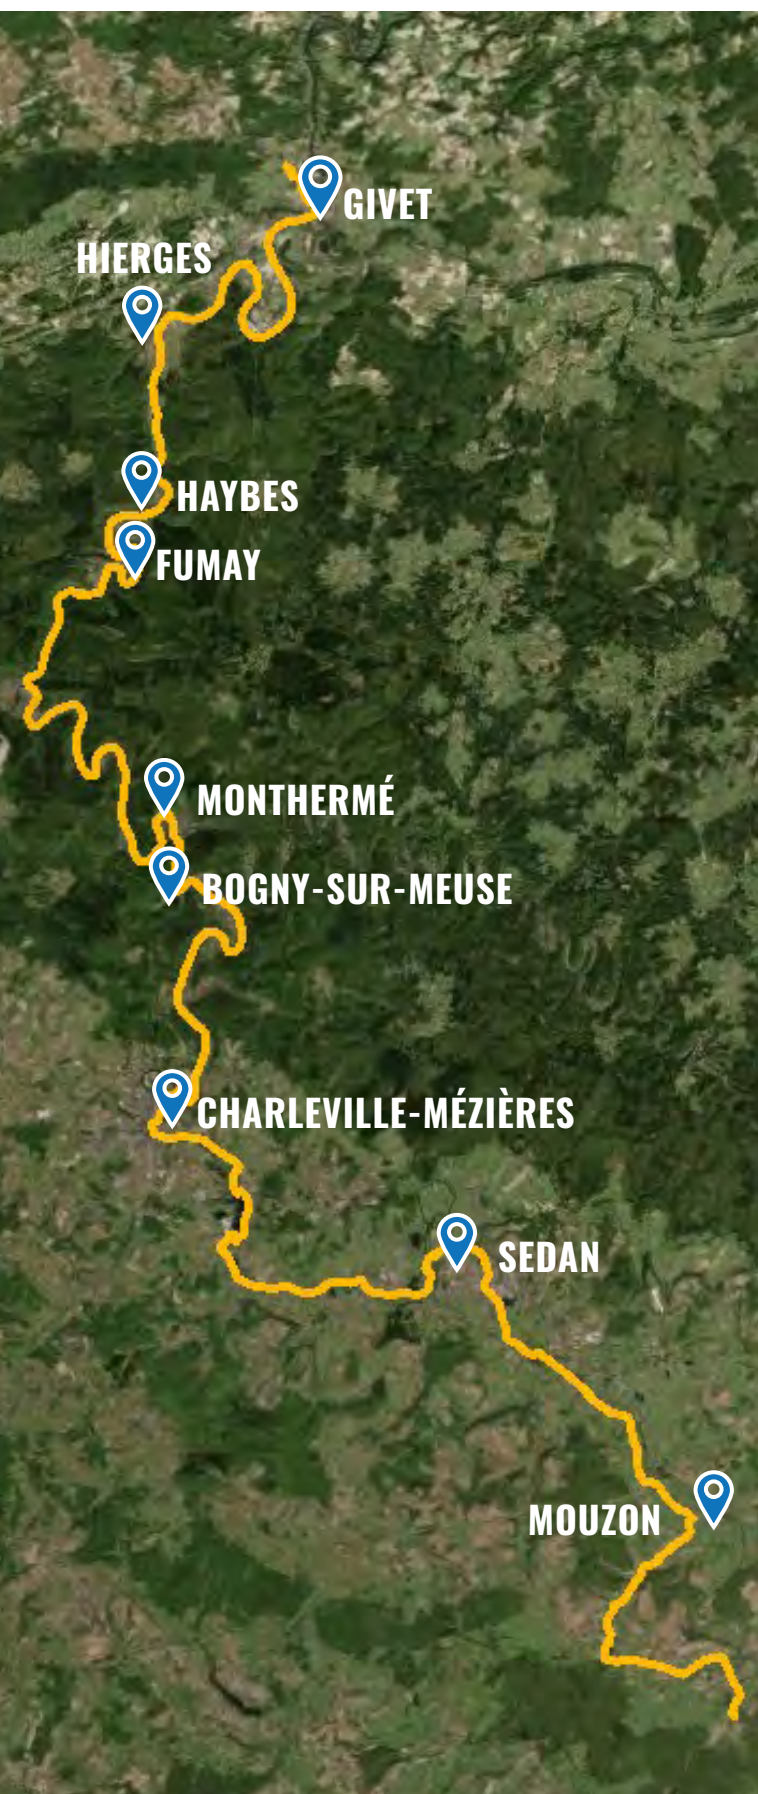 GIVET
HIERGES
HAYBES
FUMAY
MONTHERMÉ
BOGNY-SUR-MEUSE
CHARLEVILLE-MÉZIÈRES
SEDAN
MOUZON